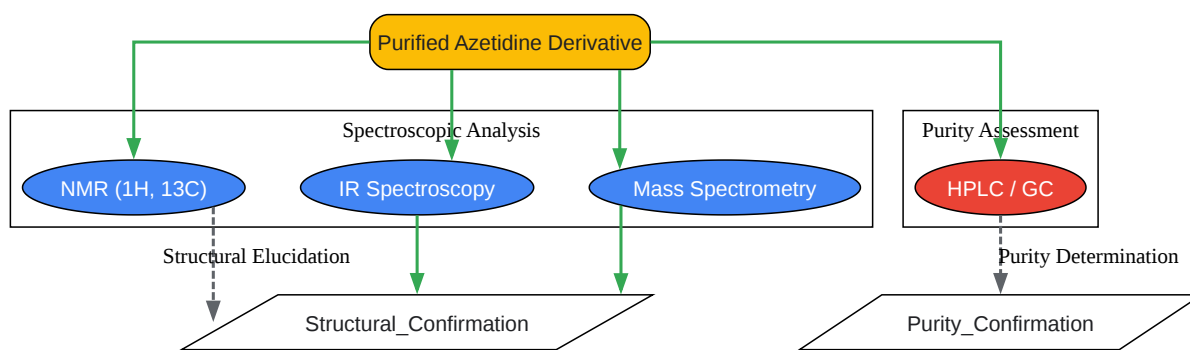 Purified Azetidine Derivative
Spectroscopic Analysis
Purity Assessment
NMR (1H, 13C)
IR Spectroscopy
Mass Spectrometry
HPLC / GC
Structural Elucidation
Purity Determination
Structural_Confirmation
Purity_Confirmation